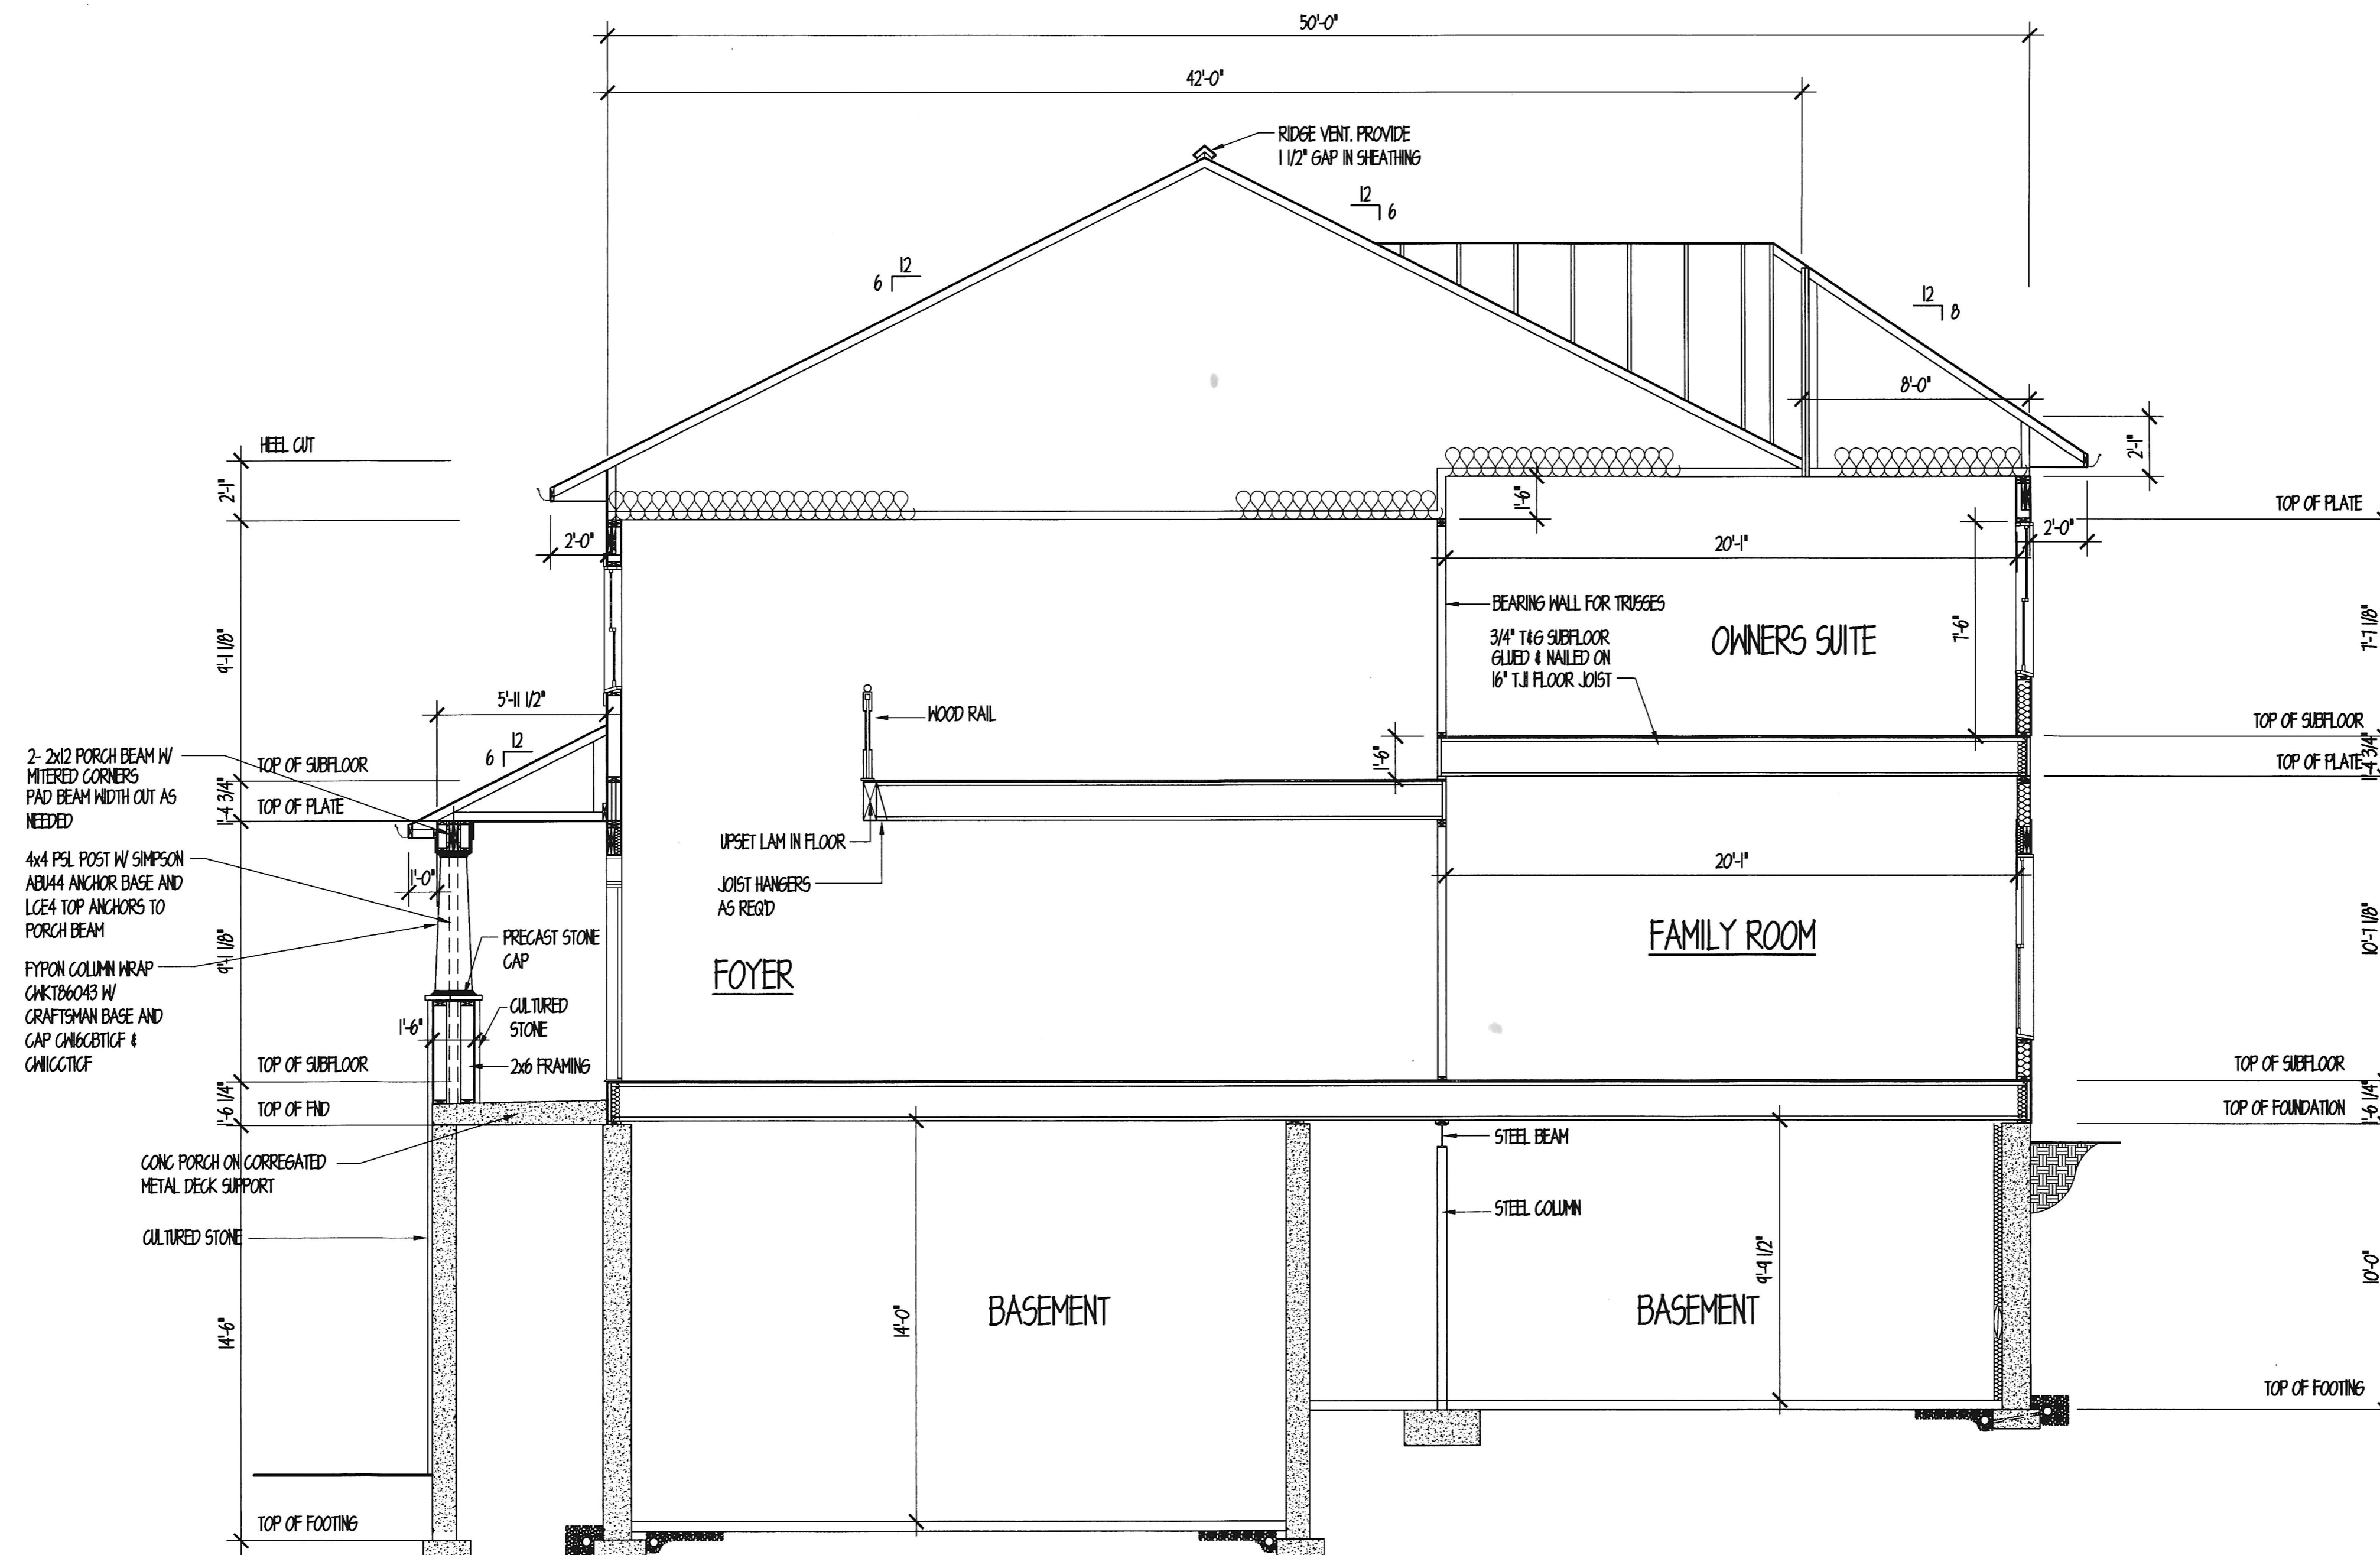 50'-0"
42'-0"
RIDGE VENT. PROVIDE
1 1/2" GAP IN SHEATHING
12
6
12
6
12
8
8'-0"
2'-1"
HEEL CUT
2'-1"
2'-0"
1'-6"
TOP OF PLATE
2'-0"
20'-1"
BEARING WALL FOR TRUSSES
3/4" T&G SUBFLOOR
GLUED & NAILED ON
16" TJI FLOOR JOIST
OWNERS SUITE
7'-6"
7'-7 1/8"
9'-1 1/8"
5'-11 1/2"
WOOD RAIL
12
6
1'-6"
TOP OF SUBFLOOR
1'-4 3/4"
TOP OF PLATE
2- 2x12 PORCH BEAM W/
MITERED CORNERS
PAD BEAM WIDTH OUT AS
NEEDED
TOP OF SUBFLOOR
1'-4 3/4"
TOP OF PLATE
UPSET LAM IN FLOOR
JOIST HANGERS
AS REQ'D
20'-1"
4x4 PSL POST W/ SIMPSON
ABU44 ANCHOR BASE AND
LCE4 TOP ANCHORS TO
PORCH BEAM
1'-0"
9'-1 1/8"
PRECAST STONE
CAP
FOYER
FAMILY ROOM
10'-7 1/8"
FYPON COLUMN WRAP
CWKT86043 W/
CRAFTSMAN BASE AND
CAP CW16CBTICF &
CW11CCTICF
CULTURED
STONE
1'-6"
2x6 FRAMING
TOP OF SUBFLOOR
1'-6 1/4"
TOP OF FND
TOP OF SUBFLOOR
1'-6 1/4"
TOP OF FOUNDATION
CONC PORCH ON CORREGATED
METAL DECK SUPPORT
CULTURED STONE
STEEL BEAM
STEEL COLUMN
9'-9 1/2"
10'-0"
14'-6"
14'-0"
BASEMENT
BASEMENT
TOP OF FOOTING
TOP OF FOOTING